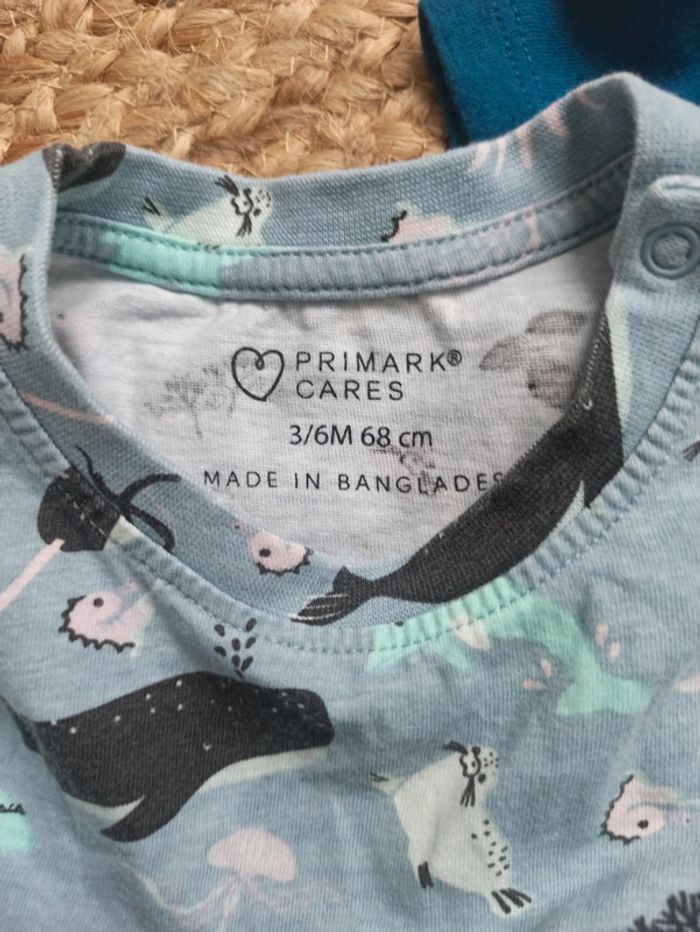 PRIMARK®
CARES
3/6M 68 cm
MADE IN BANGLADES